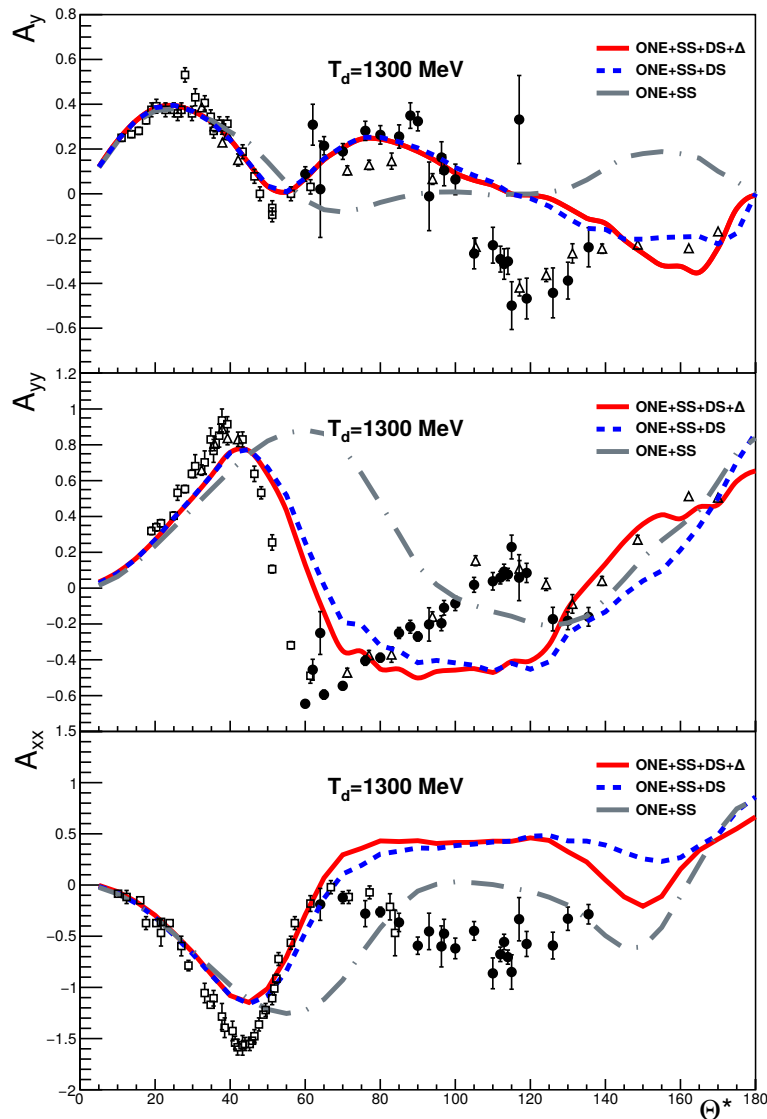 A_y
0.8
0.6
0.4
0.2
0
−0.2
−0.4
−0.6
T_d=1300 MeV
ONE+SS+DS+Δ
ONE+SS+DS
ONE+SS
A_yy
1.2
1
0.8
0.6
0.4
0.2
0
−0.2
−0.4
−0.6
T_d=1300 MeV
ONE+SS+DS+Δ
ONE+SS+DS
ONE+SS
A_xx
1.5
1
0.5
0
−0.5
−1
−1.5
−2
T_d=1300 MeV
ONE+SS+DS+Δ
ONE+SS+DS
ONE+SS
0 20 40 60 80 100 120 140 160 180
Θ*